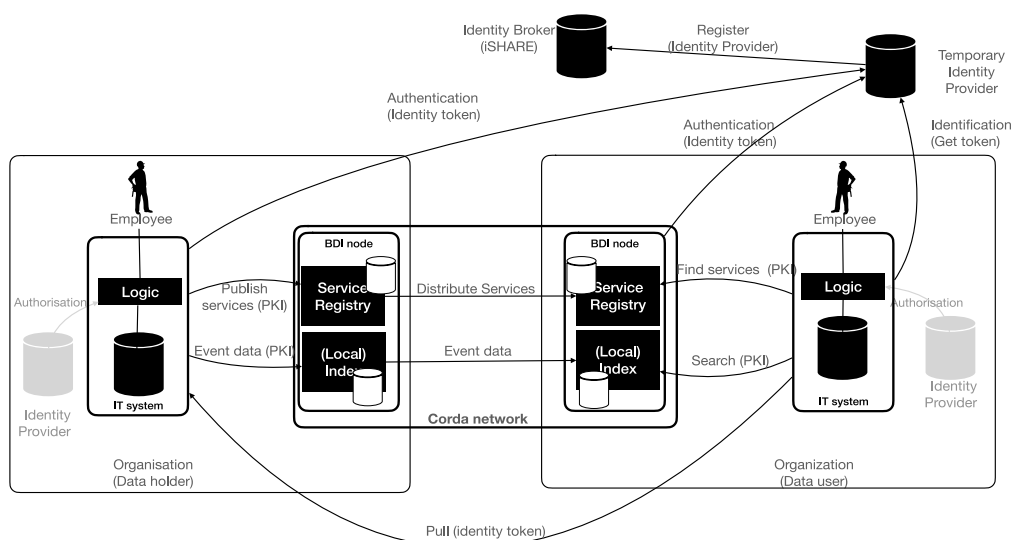 Identity Broker
(iSHARE)
Register
(Identity Provider)
Temporary
Identity
Provider
Authentication
(Identity token)
Authentication
(Identity token)
Identification
(Get token)
Employee
Employee
BDI node
BDI node
Logic
Authorisation
Publish
services (PKI)
Service
Registry
Distribute Services
Service
Registry
Find services (PKI)
Logic
Authorisation
Event data (PKI)
(Local)
Index
Event data
(Local)
Index
Search (PKI)
IT system
Identity
Provider
Corda network
IT system
Identity
Provider
Organisation
(Data holder)
Organization
(Data user)
Pull (identity token)